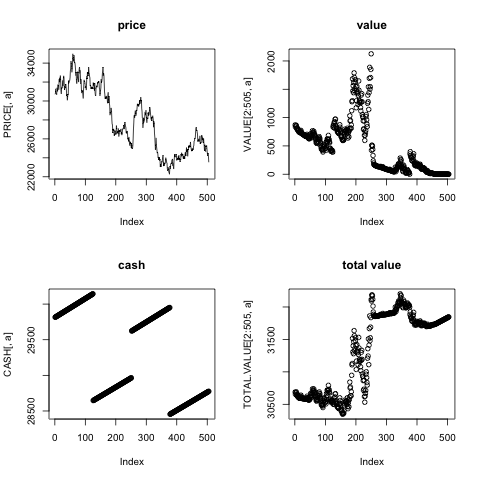 price
PRICE[, a]
22000 26000 30000 34000
0 100 200 300 400 500
Index
value
VALUE[2:505, a]
0 500 1000 2000
0 100 200 300 400 500
Index
cash
CASH[, a]
28500 29500
0 100 200 300 400 500
Index
total value
TOTAL.VALUE[2:505, a]
30500 31500
0 100 200 300 400 500
Index